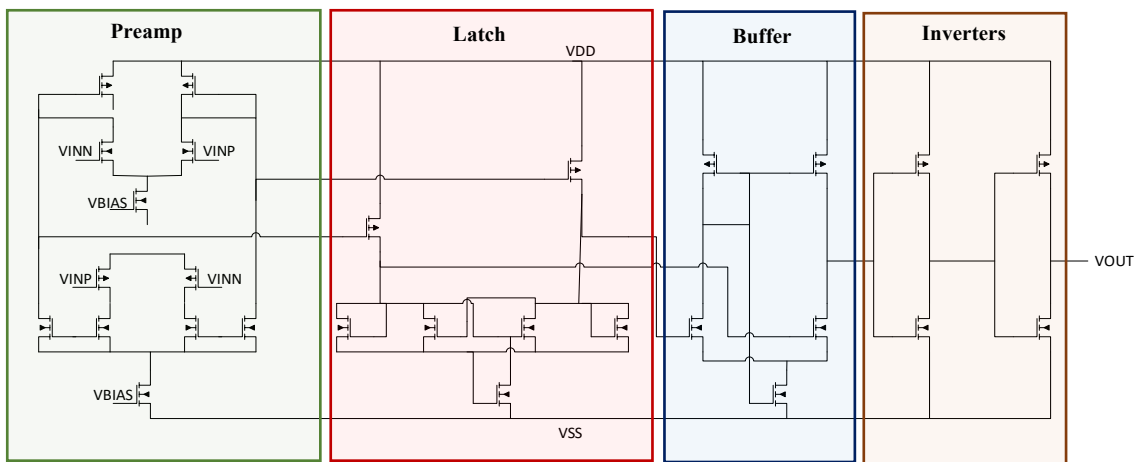 Preamp
Latch
Buffer
Inverters
VDD
VINN
VINP
VBIAS
VINP
VINN
VOUT
VBIAS
VSS